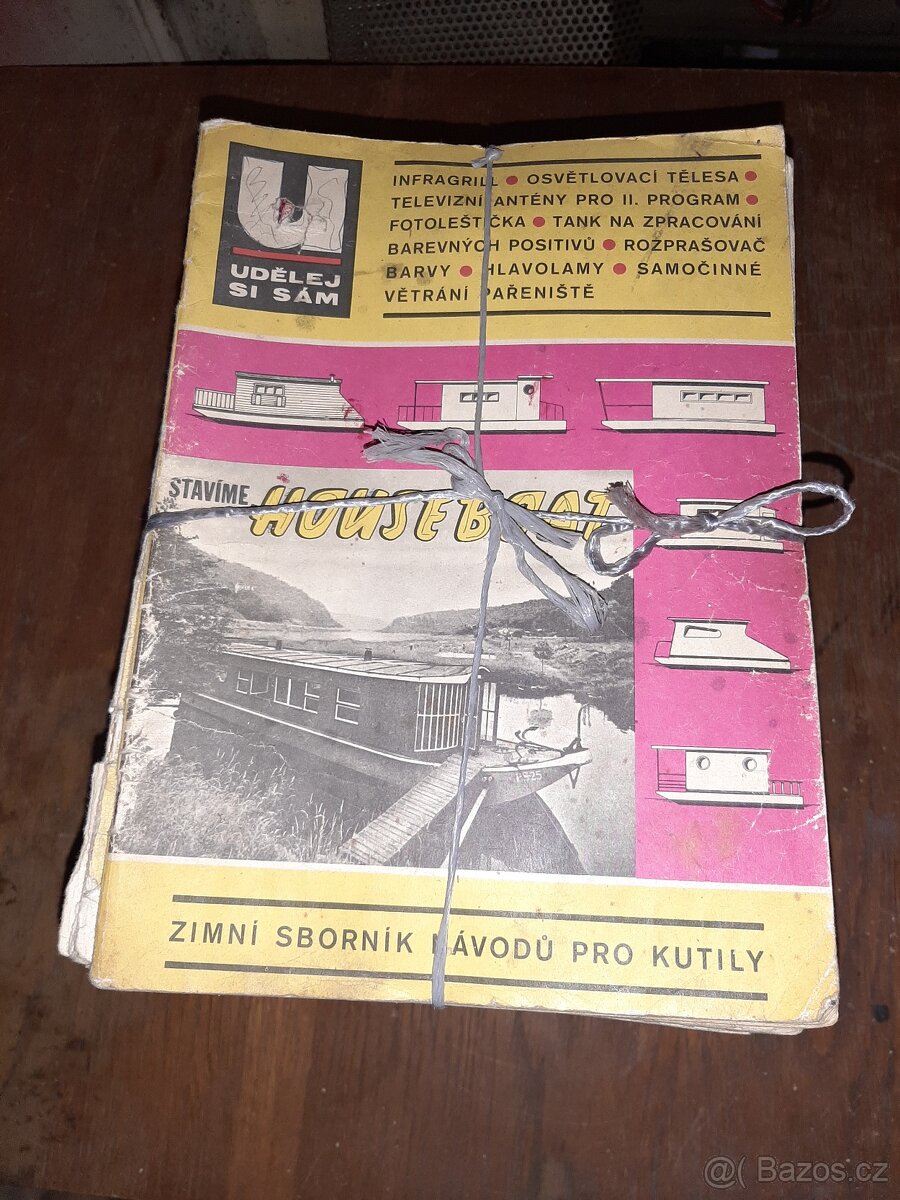 UDĚLEJ
SI SÁM
INFRAGRILL ● OSVĚTLOVACÍ TĚLESA ●
TELEVIZNÍ ANTÉNY PRO II. PROGRAM ●
FOTOLEŠTIČKA ● TANK NA ZPRACOVÁNÍ
BAREVNÝCH POSITIVŮ ● ROZPRAŠOVAČ
BARVY ● HLAVOLAMY ● SAMOČINNÉ
VĚTRÁNÍ PAŘENIŠTĚ
STAVÍME HOUSEBOAT
ZIMNÍ SBORNÍK NÁVODŮ PRO KUTILY
@( Bazos.cz